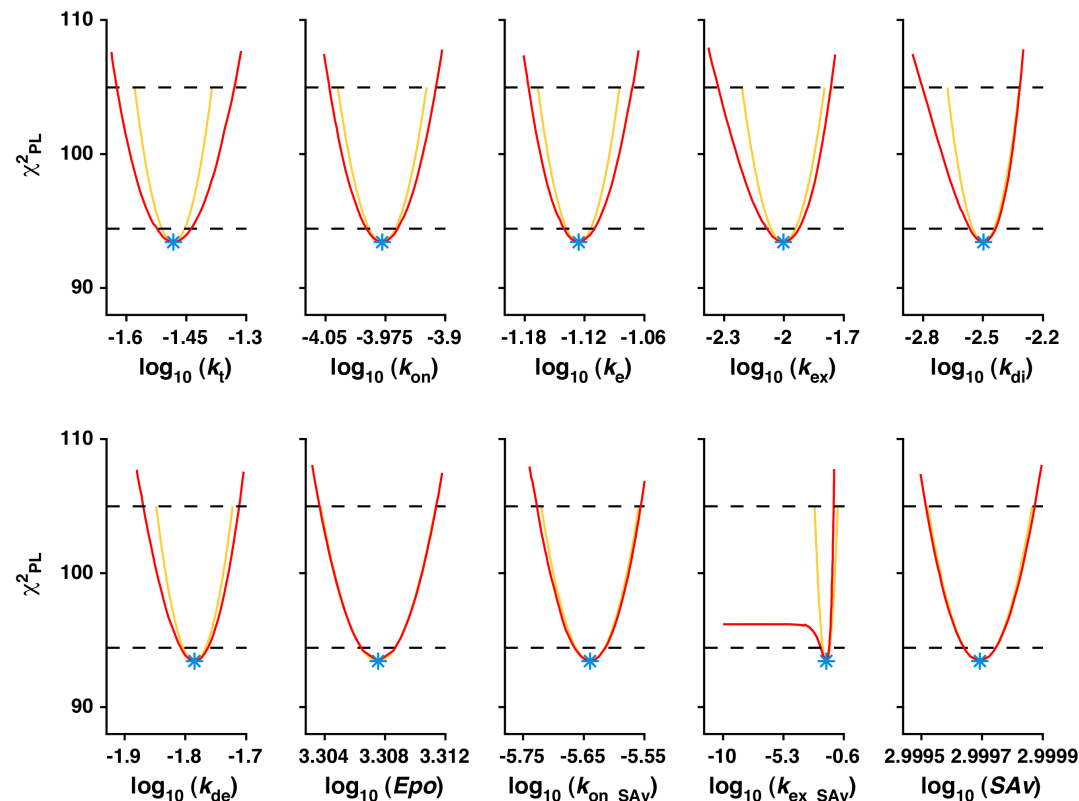 110
100
90
χ²PL
-1.6 -1.45 -1.3
-4.05 -3.975 -3.9
-1.18 -1.12 -1.06
-2.3 -2 -1.7
-2.8 -2.5 -2.2
log10 (kt)
log10 (kon)
log10 (ke)
log10 (kex)
log10 (kdi)
110
100
90
χ²PL
-1.9 -1.8 -1.7
3.304 3.308 3.312
-5.75 -5.65 -5.55
-10 -5.3 -0.6
2.9995 2.9997 2.9999
log10 (kde)
log10 (Epo)
log10 (kon_SAv)
log10 (kex_SAv)
log10 (SAv)